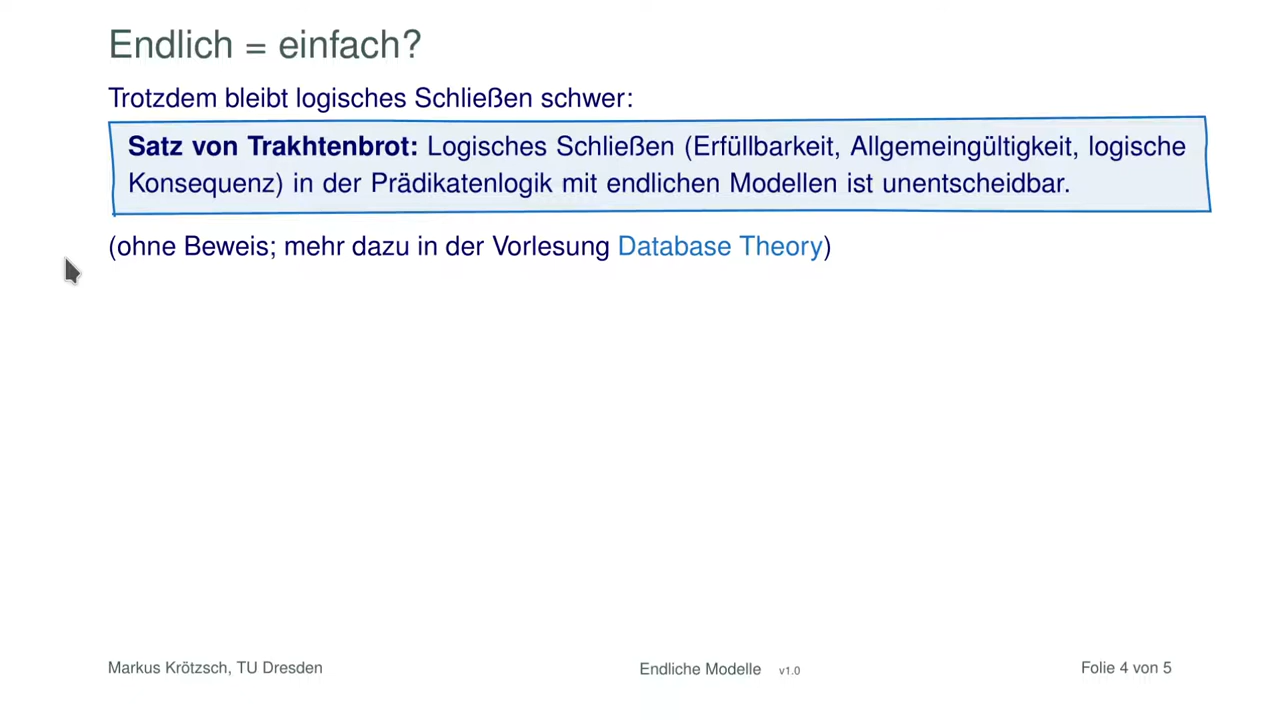 Endlich = einfach?
Trotzdem bleibt logisches Schließen schwer:
Satz von Trakhtenbrot: Logisches Schließen (Erfüllbarkeit, Allgemeingültigkeit, logische
Konsequenz) in der Prädikatenlogik mit endlichen Modellen ist unentscheidbar.
(ohne Beweis; mehr dazu in der Vorlesung Database Theory)
Markus Krötzsch, TU Dresden
Endliche Modelle v1.0
Folie 4 von 5